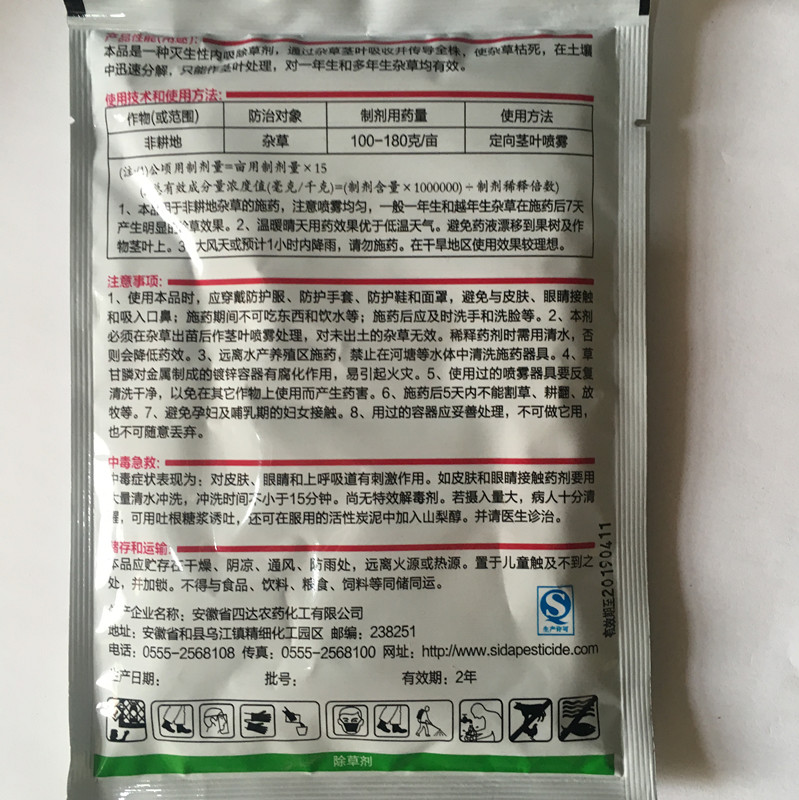 产品性能(用途):
本品是一种灭生性内吸除草剂，通过杂草茎叶吸收并传导全株，使杂草枯死，在土壤
中迅速分解，只能作茎叶处理，对一年生和多年生杂草均有效。
使用技术和使用方法:
作物(或范围) 防治对象 制剂用药量 使用方法
非耕地 杂草 100-180克/亩 定向茎叶喷雾
(注:1)公顷用制剂量=亩用制剂量×15
总有效成分量浓度值(毫克/千克)=(制剂含量×1000000)÷制剂稀释倍数)
1、本品用于非耕地杂草的施药，注意喷雾均匀，一般一年生和越年生杂草在施药后7天
产生明显的除草效果。2、温暖晴天用药效果优于低温天气。避免药液漂移到果树及作
物茎叶上。3、大风天或预计1小时内降雨，请勿施药。在干旱地区使用效果较理想。
注意事项:
1、使用本品时，应穿戴防护服、防护手套、防护鞋和面罩，避免与皮肤、眼睛接触
和吸入口鼻；施药期间不可吃东西和饮水等；施药后应及时洗手和洗脸等。2、本剂
必须在杂草出苗后作茎叶喷雾处理，对未出土的杂草无效。稀释药剂时需用清水，否
则会降低药效。3、远离水产养殖区施药，禁止在河塘等水体中清洗施药器具。4、草
甘膦对金属制成的镀锌容器有腐化作用，易引起火灾。5、使用过的喷雾器具要反复
清洗干净，以免在其它作物上使用而产生药害。6、施药后5天内不能割草、耕翻、放
牧等。7、避免孕妇及哺乳期的妇女接触。8、用过的容器应妥善处理，不可做它用，
也不可随意丢弃。
中毒急救:
中毒症状表现为：对皮肤、眼睛和上呼吸道有刺激作用。如皮肤和眼睛接触药剂要用
大量清水冲洗，冲洗时间不小于15分钟。尚无特效解毒剂。若摄入量大，病人十分清
醒，可用吐根糖浆诱吐，还可在服用的活性炭泥中加入山梨醇。并请医生诊治。
储存和运输:
本品应贮存在干燥、阴凉、通风、防雨处，远离火源或热源。置于儿童触及不到之
处，并加锁。不得与食品、饮料、粮食、饲料等同储同运。
有效期至20190411
生产许可
生产企业名称：安徽省四达农药化工有限公司
地址：安徽省和县乌江镇精细化工园区 邮编：238251
电话：0555-2568108 传真：0555-2568100 网址：http://www.sidapesticide.com
生产日期： 批号： 有效期：2年
除草剂